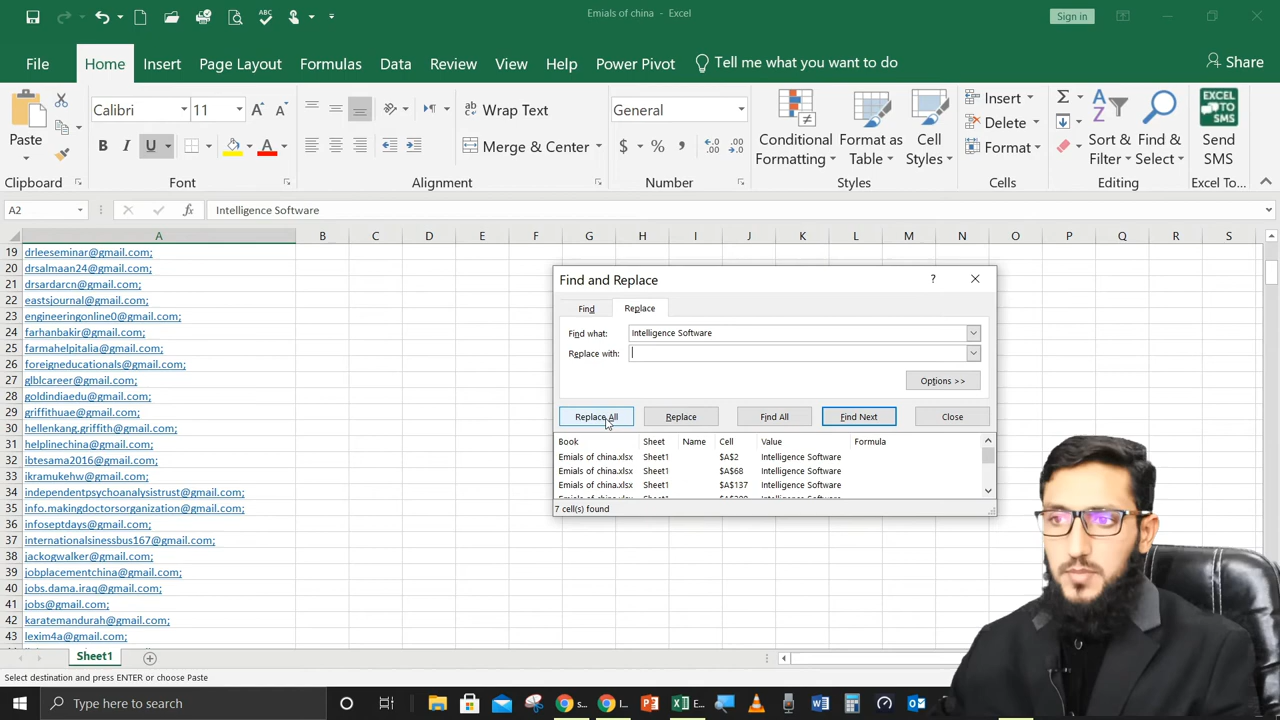 Emials of china - Excel
Sign in
File Home Insert Page Layout Formulas Data Review View Help Power Pivot Tell me what you want to do Share
Paste
Calibri 11
B I U
Wrap Text
Merge & Center
General
$ % ,
Conditional Formatting
Format as Table
Cell Styles
Insert
Delete
Format
Sort & Filter
Find & Select
EXCEL TO SMS
Send SMS
Clipboard Font Alignment Number Styles Cells Editing Excel To...
A2 fx Intelligence Software
A B C D E F G H I J K L M N O P Q R S
19 drleeseminar@gmail.com;
20 drsalmaan24@gmail.com;
21 drsardarcn@gmail.com;
22 eastsjournal@gmail.com;
23 engineeringonline0@gmail.com;
24 farhanbakir@gmail.com;
25 farmahelpitalia@gmail.com;
26 foreigneducationals@gmail.com;
27 glblcareer@gmail.com;
28 goldindiaedu@gmail.com;
29 griffithuae@gmail.com;
30 hellenkang.griffith@gmail.com;
31 helplinechina@gmail.com;
32 ibtesama2016@gmail.com;
33 ikramukehw@gmail.com;
34 independentpsychoanalysistrust@gmail.com;
35 info.makingdoctorsorganization@gmail.com;
36 infoseptdays@gmail.com;
37 internationalsinessbus167@gmail.com;
38 jackogwalker@gmail.com;
39 jobplacementchina@gmail.com;
40 jobs.dama.iraq@gmail.com;
41 jobs@gmail.com;
42 karatemandurah@gmail.com;
43 lexim4a@gmail.com;
Find and Replace ?
Find Replace
Find what: Intelligence Software
Replace with:
Options >>
Replace All Replace Find All Find Next Close
Book Sheet Name Cell Value Formula
Emials of china.xlsx Sheet1 $A$2 Intelligence Software
Emials of china.xlsx Sheet1 $A$68 Intelligence Software
Emials of china.xlsx Sheet1 $A$137 Intelligence Software
7 cell(s) found
Sheet1
Select destination and press ENTER or choose Paste
Type here to search